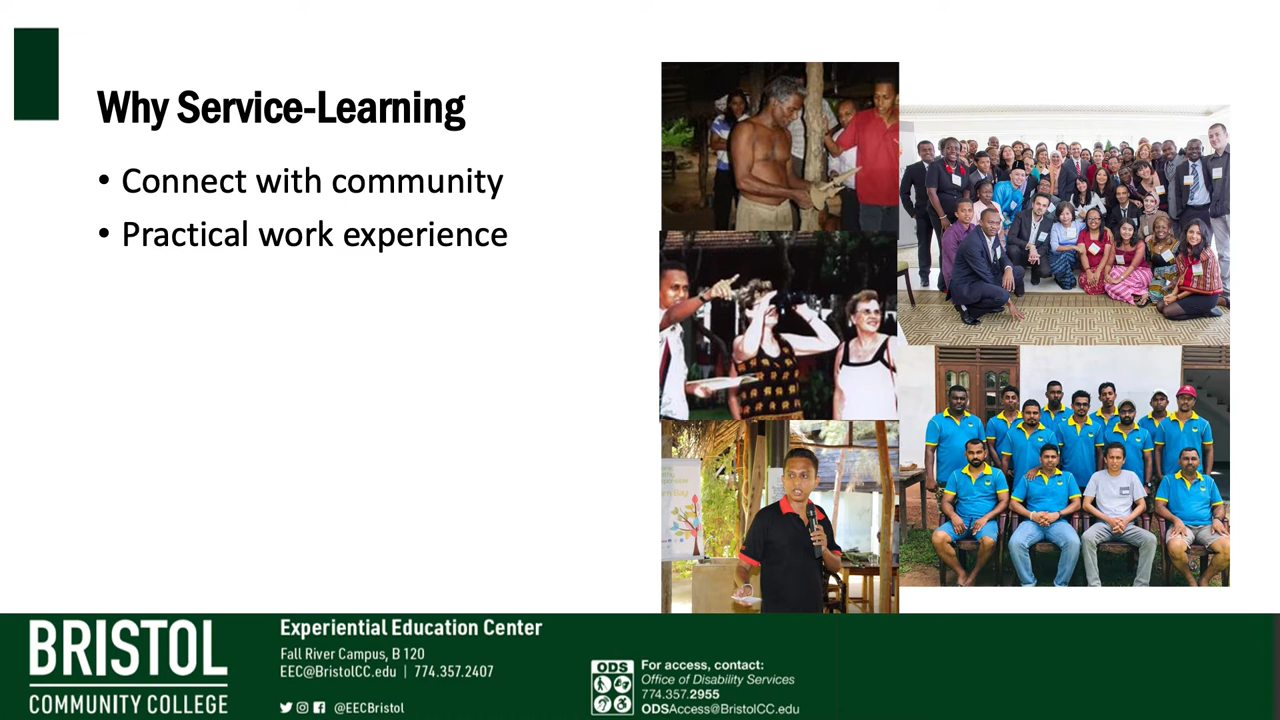 Why Service-Learning
• Connect with community
• Practical work experience
BRISTOL
COMMUNITY COLLEGE
Experiential Education Center
Fall River Campus, B 120
EEC@BristolCC.edu | 774.357.2407
@EECBristol
ODS
For access, contact:
Office of Disability Services
774.357.2955
ODSAccess@BristolCC.edu